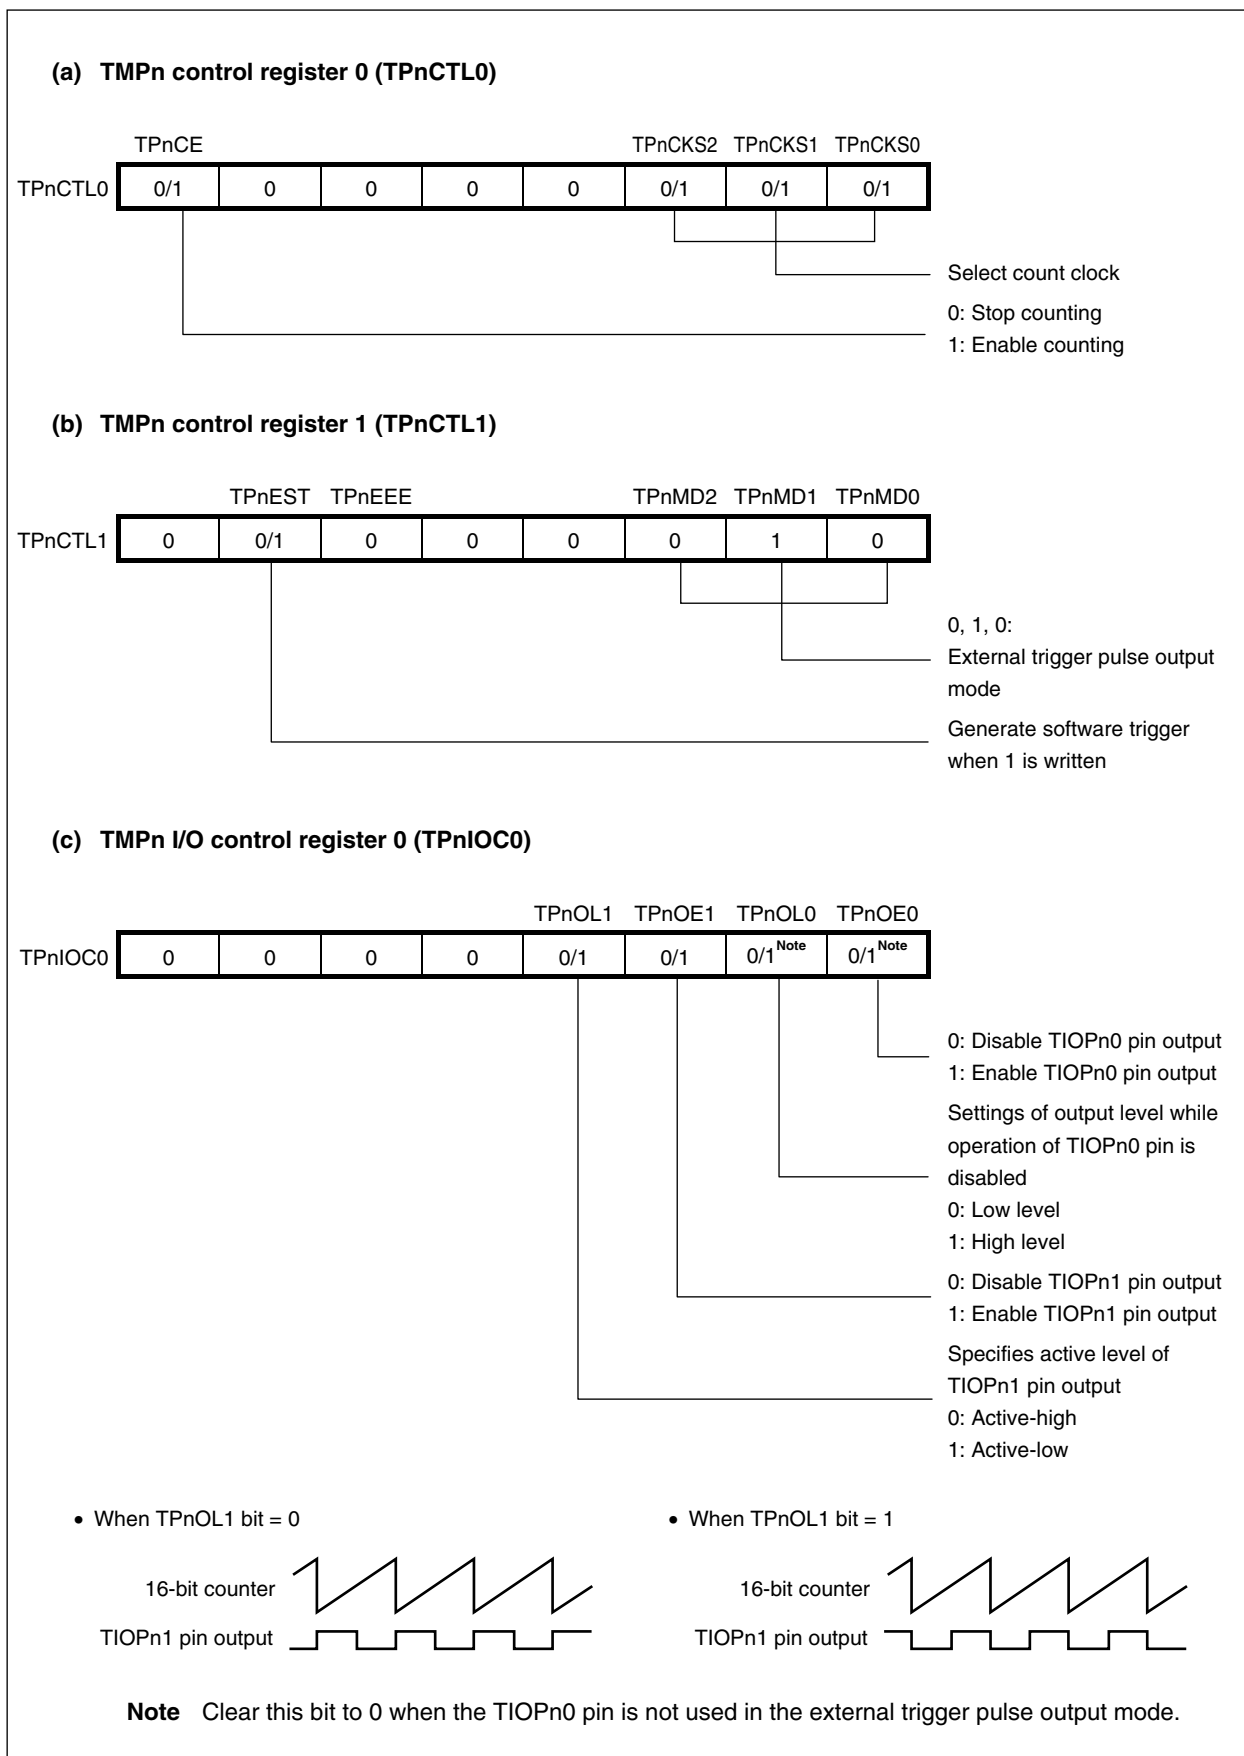 (a) TMPn control register 0 (TPnCTL0)
TPnCE TPnCKS2 TPnCKS1 TPnCKS0
TPnCTL0 0/1 0 0 0 0 0/1 0/1 0/1
Select count clock
0: Stop counting
1: Enable counting
(b) TMPn control register 1 (TPnCTL1)
TPnEST TPnEEE TPnMD2 TPnMD1 TPnMD0
TPnCTL1 0 0/1 0 0 0 0 1 0
0, 1, 0:
External trigger pulse output
mode
Generate software trigger
when 1 is written
(c) TMPn I/O control register 0 (TPnIOC0)
TPnOL1 TPnOE1 TPnOL0 TPnOE0
TPnIOC0 0 0 0 0 0/1 0/1 0/1Note 0/1Note
0: Disable TIOPn0 pin output
1: Enable TIOPn0 pin output
Settings of output level while
operation of TIOPn0 pin is
disabled
0: Low level
1: High level
0: Disable TIOPn1 pin output
1: Enable TIOPn1 pin output
Specifies active level of
TIOPn1 pin output
0: Active-high
1: Active-low
• When TPnOL1 bit = 0
16-bit counter
TIOPn1 pin output
• When TPnOL1 bit = 1
16-bit counter
TIOPn1 pin output
Note Clear this bit to 0 when the TIOPn0 pin is not used in the external trigger pulse output mode.